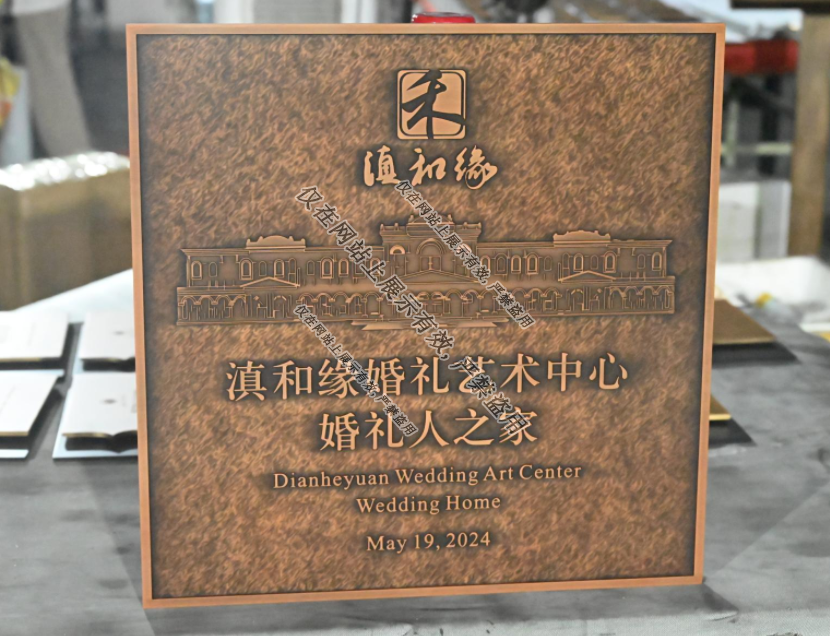 禾
滇和缘
滇和缘婚礼艺术中心
婚礼人之家
Dianheyuan Wedding Art Center
Wedding Home
May 19, 2024
仅在网站上展示有效, 严禁盗用
仅在网站上展示有效, 严禁盗用
仅在网站上展示有效, 严禁盗用